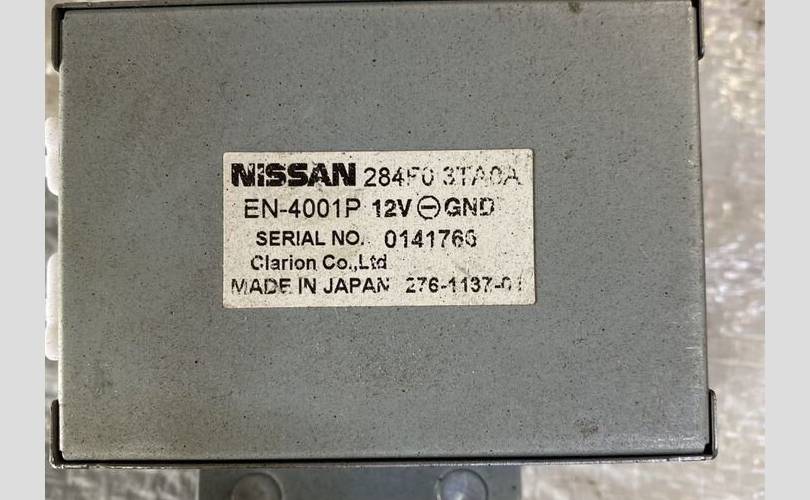 NISSAN 284F0 3TA0A
EN-4001P 12V ⊖ GND
SERIAL NO. 0141766
Clarion Co.,Ltd
MADE IN JAPAN 276-1137-01